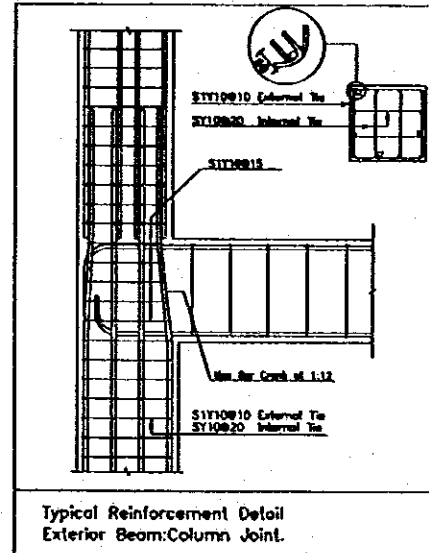 S1Y10@10 External Tie
SY10@20 Internal Tie
S1Y10@15
Max Bar Crank of 1:12
S1Y10@10 External Tie
SY10@20 Internal Tie
Typical Reinforcement Detail
Exterior Beam:Column Joint.